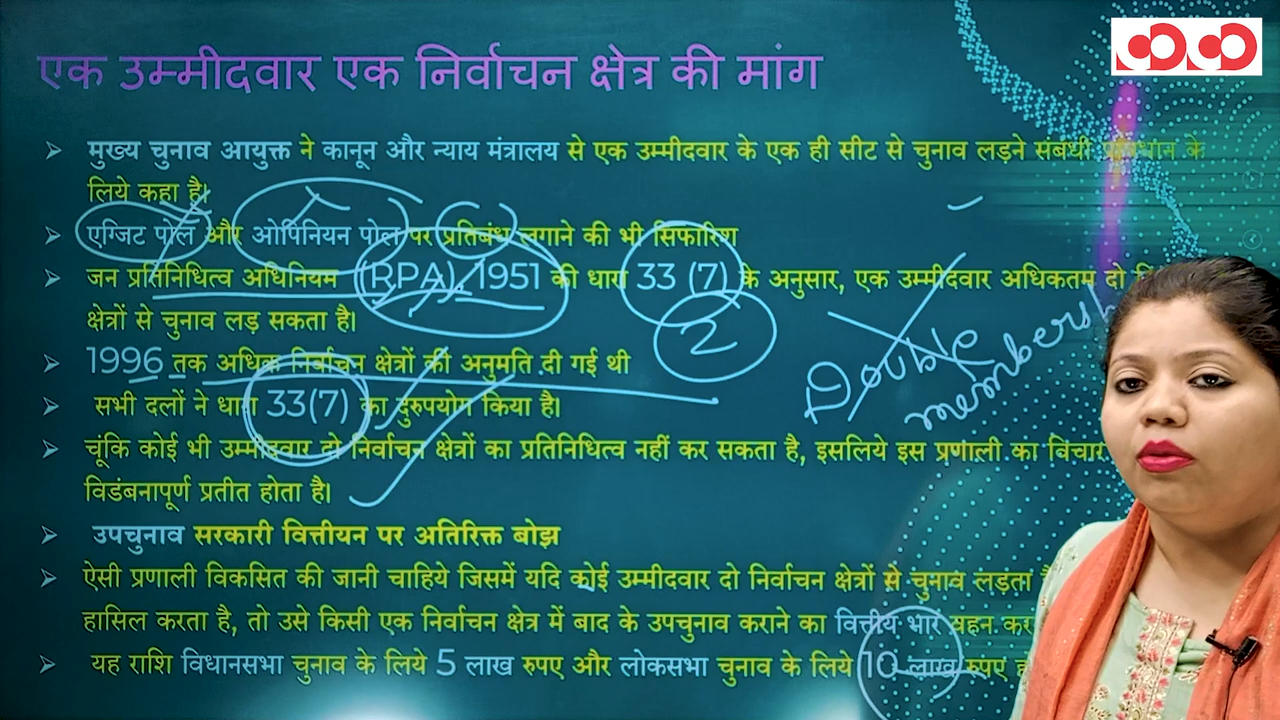 एक उम्मीदवार एक निर्वाचन क्षेत्र की मांग
मुख्य चुनाव आयुक्त ने कानून और न्याय मंत्रालय से एक उम्मीदवार के एक ही सीट से चुनाव लड़ने संबंधी के
लिये कहा है।
एग्जिट पोल और ओपिनियन पोल पर प्रतिबंध लगाने की भी सिफारिश
जन प्रतिनिधित्व अधिनियम (RPA), 1951 की धारा 33 (7) के अनुसार, एक उम्मीदवार अधिकतम दो
क्षेत्रों से चुनाव लड़ सकता है।
2
1996 तक अधिक निर्वाचन क्षेत्रों की अनुमति दी गई थी
Double
member
सभी दलों ने धारा 33(7) का दुरुपयोग किया है।
चूंकि कोई भी उम्मीदवार दो निर्वाचन क्षेत्रों का प्रतिनिधित्व नहीं कर सकता है, इसलिये इस प्रणाली का विचार
विडंबनापूर्ण प्रतीत होता है।
उपचुनाव सरकारी वित्तीयन पर अतिरिक्त बोझ
ऐसी प्रणाली विकसित की जानी चाहिये जिसमें यदि कोई उम्मीदवार दो निर्वाचन क्षेत्रों से चुनाव लड़ता
हासिल करता है, तो उसे किसी एक निर्वाचन क्षेत्र में बाद के उपचुनाव कराने का वित्तीय भार सहन कर
यह राशि विधानसभा चुनाव के लिये 5 लाख रुपए और लोकसभा चुनाव के लिये 10 लाख रुपए